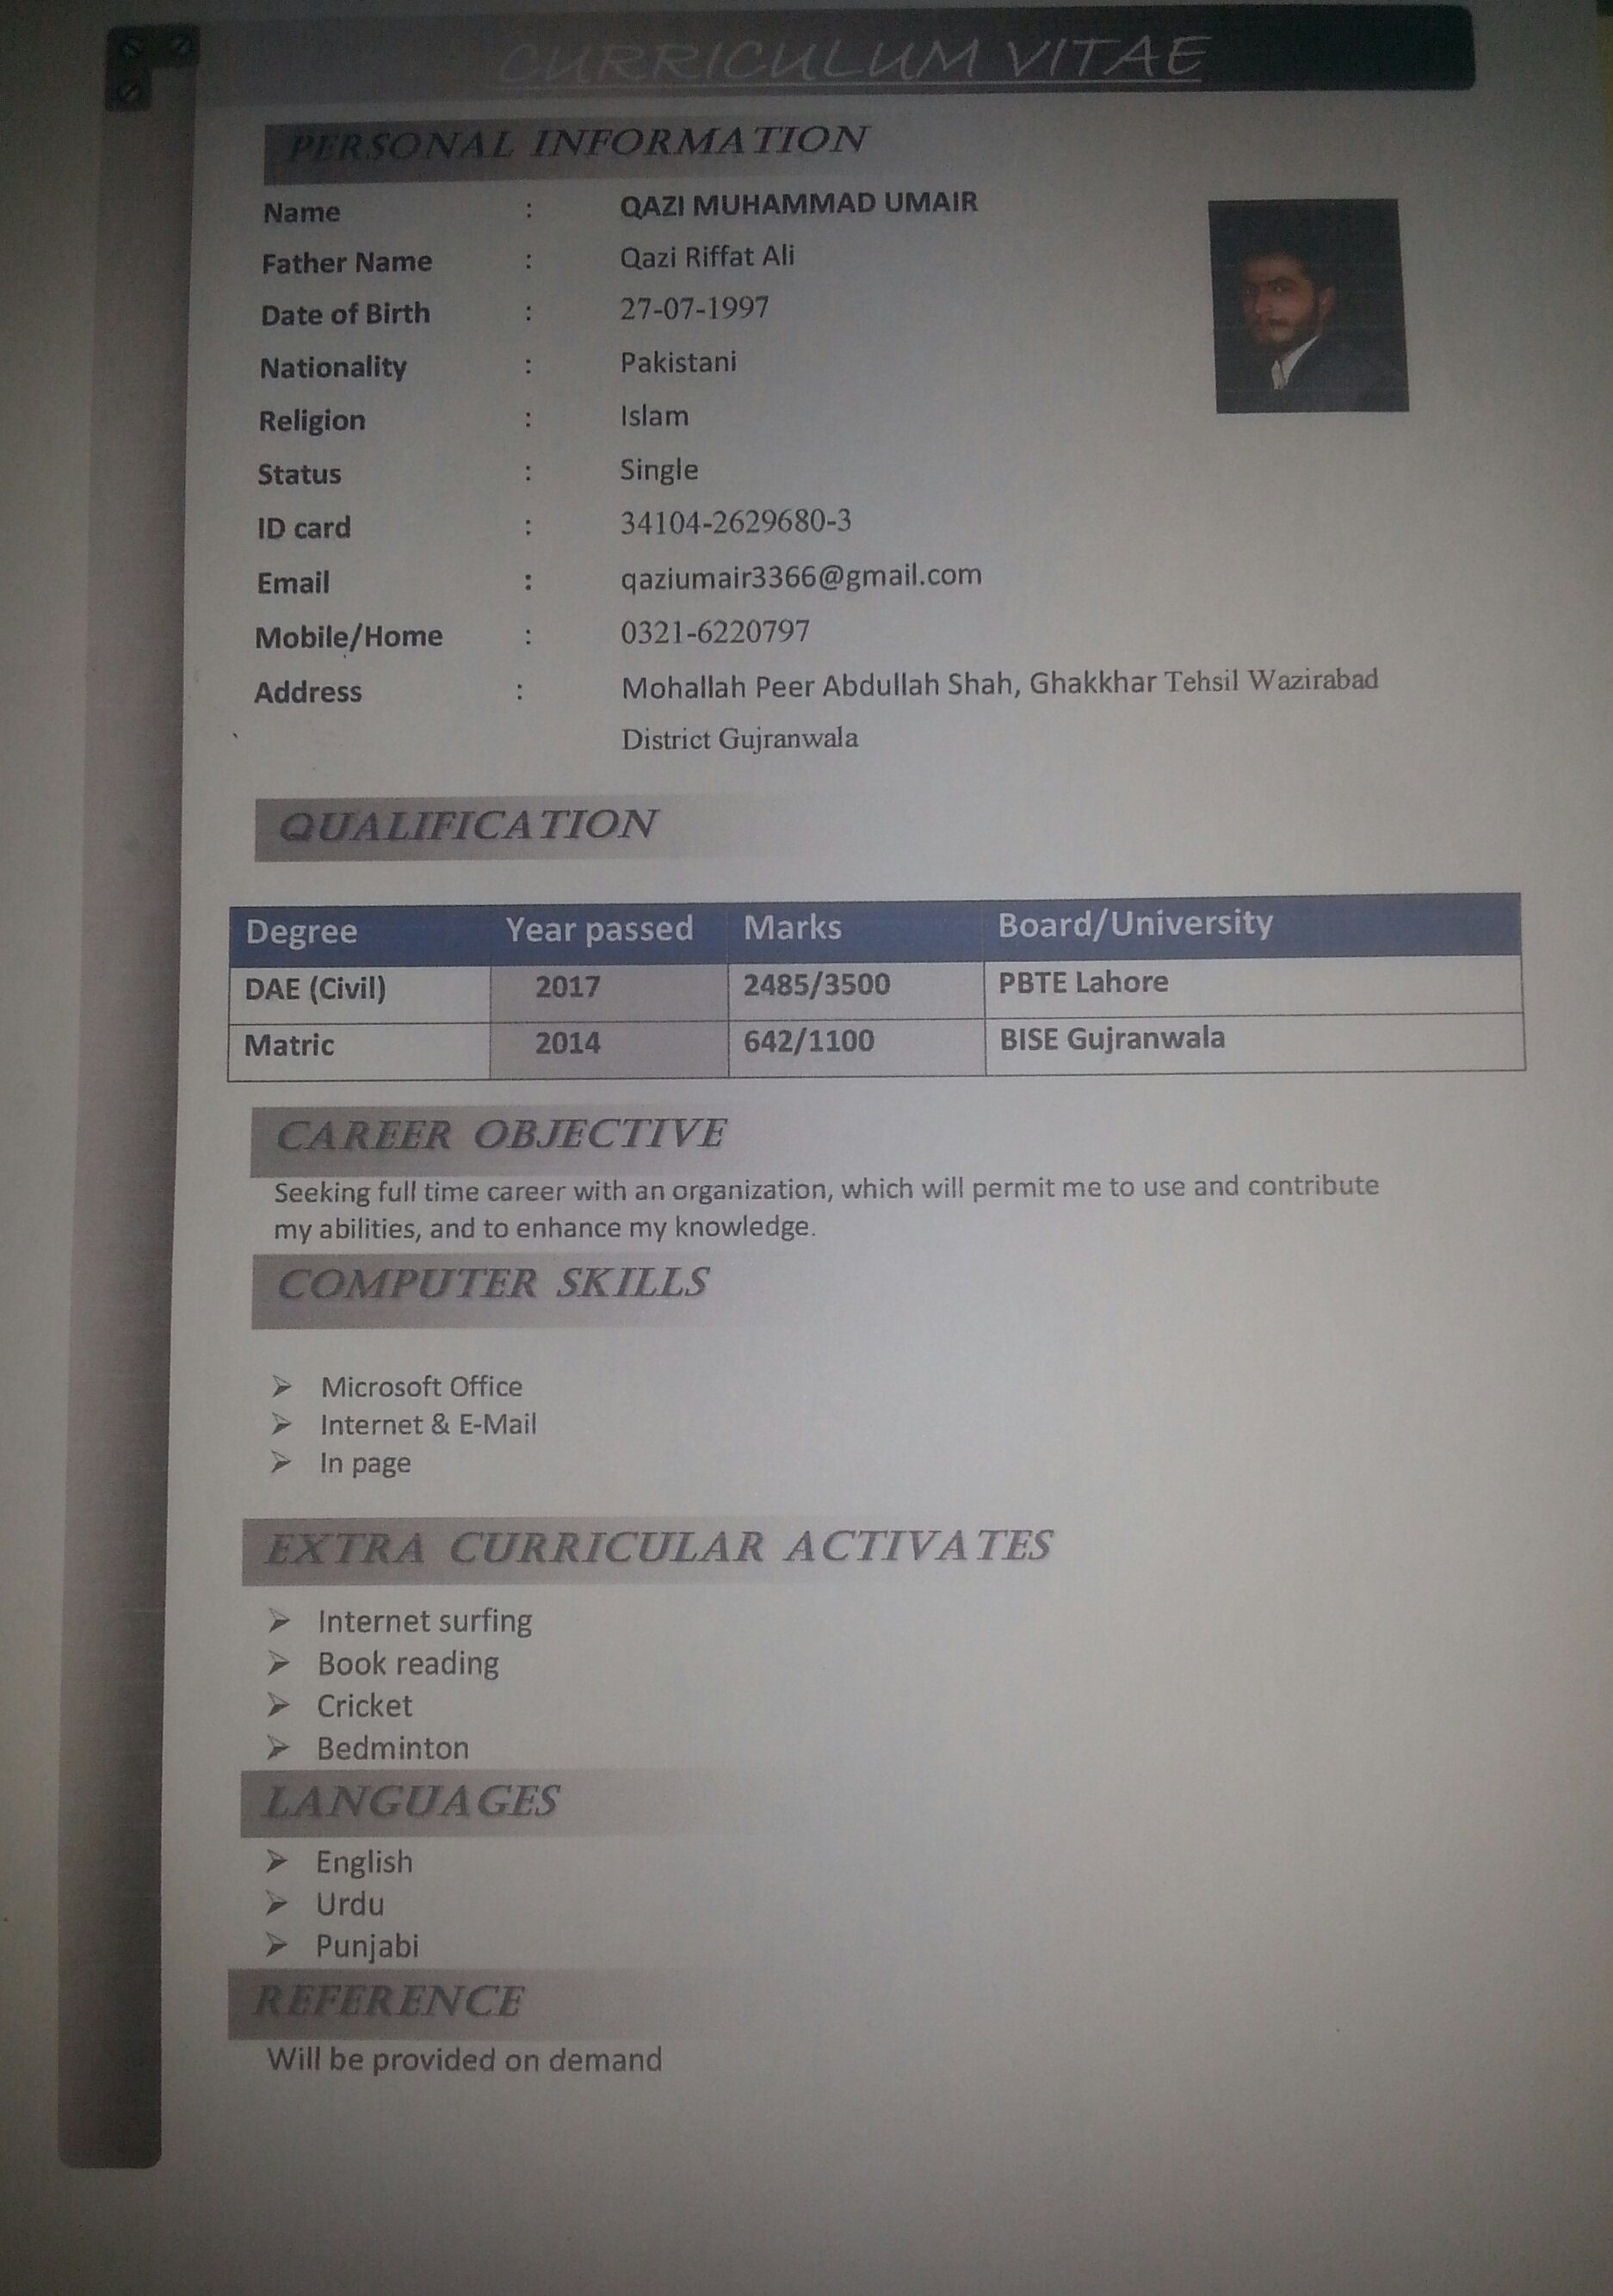 CURRICULUM VITAE
PERSONAL INFORMATION
Name : QAZI MUHAMMAD UMAIR
Father Name : Qazi Riffat Ali
Date of Birth : 27-07-1997
Nationality : Pakistani
Religion : Islam
Status : Single
ID card : 34104-2629680-3
Email : qaziumair3366@gmail.com
Mobile/Home : 0321-6220797
Address : Mohallah Peer Abdullah Shah, Ghakkhar Tehsil Wazirabad
District Gujranwala
QUALIFICATION
Degree Year passed Marks Board/University
DAE (Civil) 2017 2485/3500 PBTE Lahore
Matric 2014 642/1100 BISE Gujranwala
CAREER OBJECTIVE
Seeking full time career with an organization, which will permit me to use and contribute
my abilities, and to enhance my knowledge.
COMPUTER SKILLS
➢ Microsoft Office
➢ Internet & E-Mail
➢ In page
EXTRA CURRICULAR ACTIVATES
➢ Internet surfing
➢ Book reading
➢ Cricket
➢ Bedminton
LANGUAGES
➢ English
➢ Urdu
➢ Punjabi
REFERENCE
Will be provided on demand